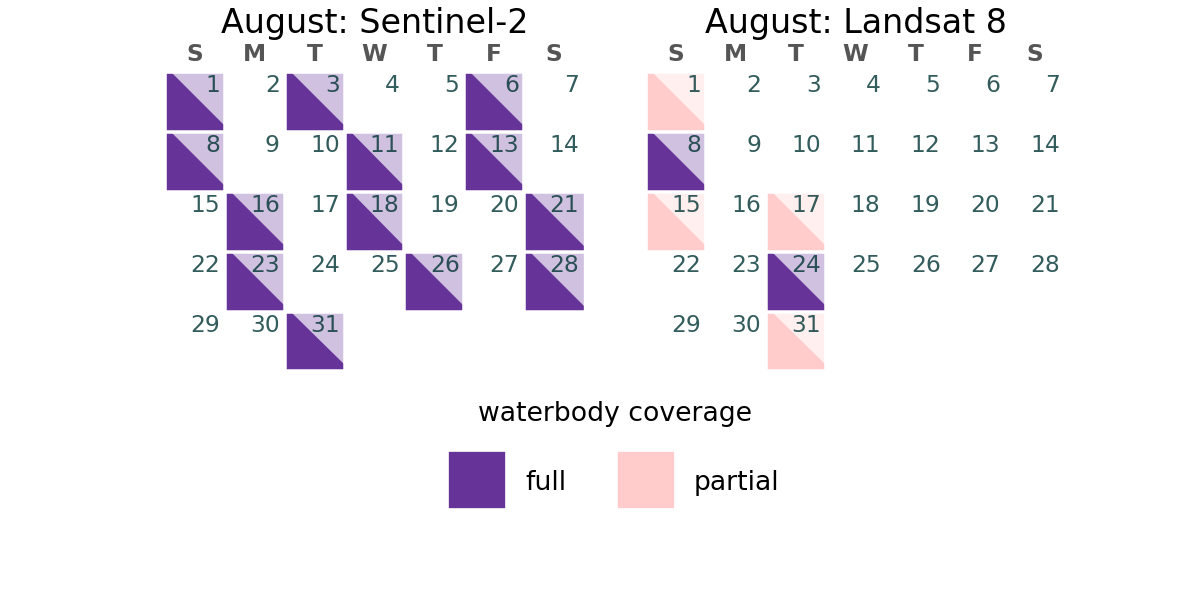 August: Sentinel-2
S M T W T F S
1 2 3 4 5 6 7
8 9 10 11 12 13 14
15 16 17 18 19 20 21
22 23 24 25 26 27 28
29 30 31
August: Landsat 8
S M T W T F S
1 2 3 4 5 6 7
8 9 10 11 12 13 14
15 16 17 18 19 20 21
22 23 24 25 26 27 28
29 30 31
waterbody coverage
full partial